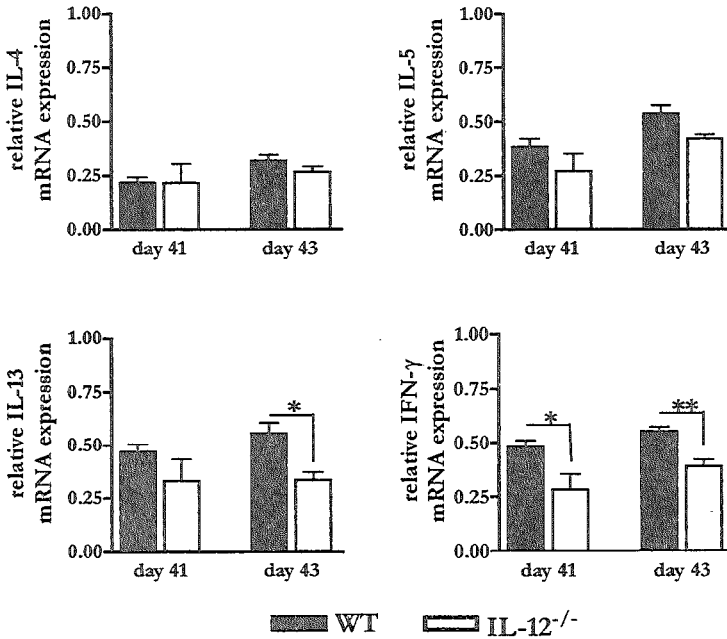 relative IL-4
mRNA expression
1.00
0.75
0.50
0.25
0.00
day 41 day 43
relative IL-5
mRNA expression
1.00
0.75
0.50
0.25
0.00
day 41 day 43
relative IL-13
mRNA expression
1.00
0.75
0.50
0.25
0.00
*
day 41 day 43
relative IFN-γ
mRNA expression
1.00
0.75
0.50
0.25
0.00
* **
day 41 day 43
WT IL-12⁻/⁻